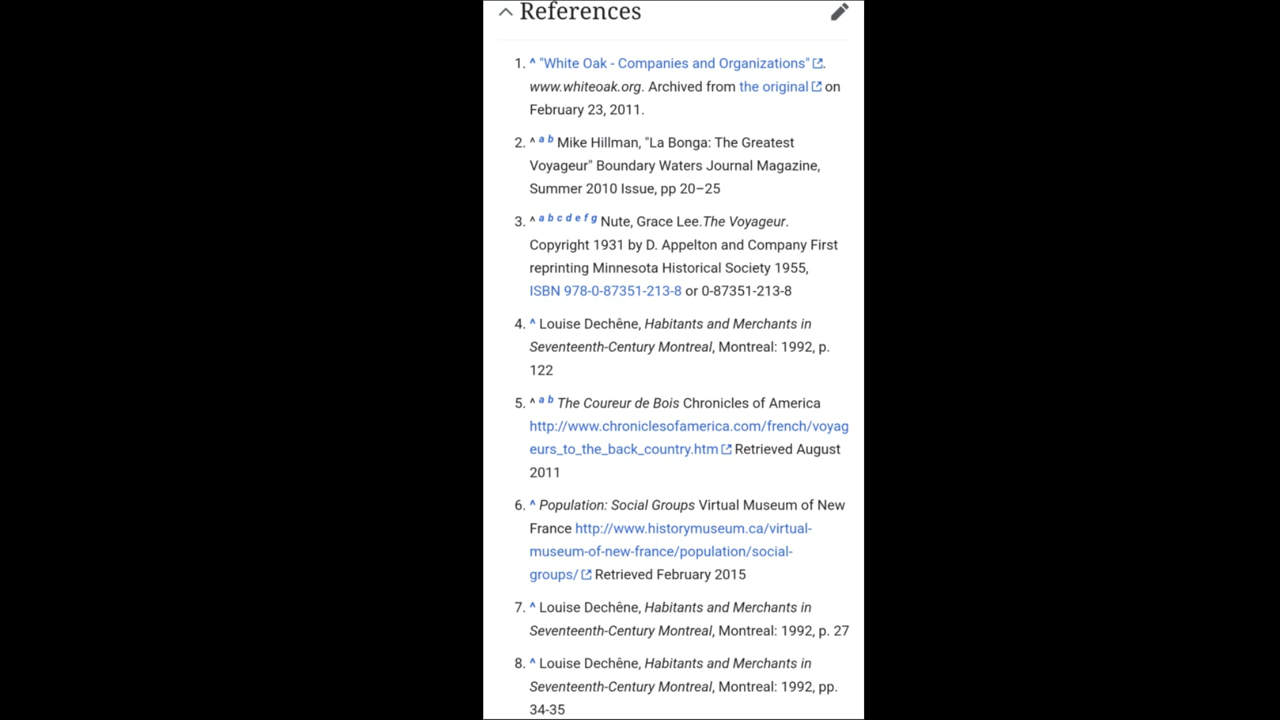 References
1. ^ "White Oak - Companies and Organizations".
www.whiteoak.org. Archived from the original on
February 23, 2011.
2. ^ a b Mike Hillman, "La Bonga: The Greatest
Voyageur" Boundary Waters Journal Magazine,
Summer 2010 Issue, pp 20–25
3. ^ a b c d e f g Nute, Grace Lee.The Voyageur.
Copyright 1931 by D. Appelton and Company First
reprinting Minnesota Historical Society 1955,
ISBN 978-0-87351-213-8 or 0-87351-213-8
4. ^ Louise Dechêne, Habitants and Merchants in
Seventeenth-Century Montreal, Montreal: 1992, p.
122
5. ^ a b The Coureur de Bois Chronicles of America
http://www.chroniclesofamerica.com/french/voyag
eurs_to_the_back_country.htm Retrieved August
2011
6. ^ Population: Social Groups Virtual Museum of New
France http://www.historymuseum.ca/virtual-
museum-of-new-france/population/social-
groups/ Retrieved February 2015
7. ^ Louise Dechêne, Habitants and Merchants in
Seventeenth-Century Montreal, Montreal: 1992, p. 27
8. ^ Louise Dechêne, Habitants and Merchants in
Seventeenth-Century Montreal, Montreal: 1992, pp.
34-35